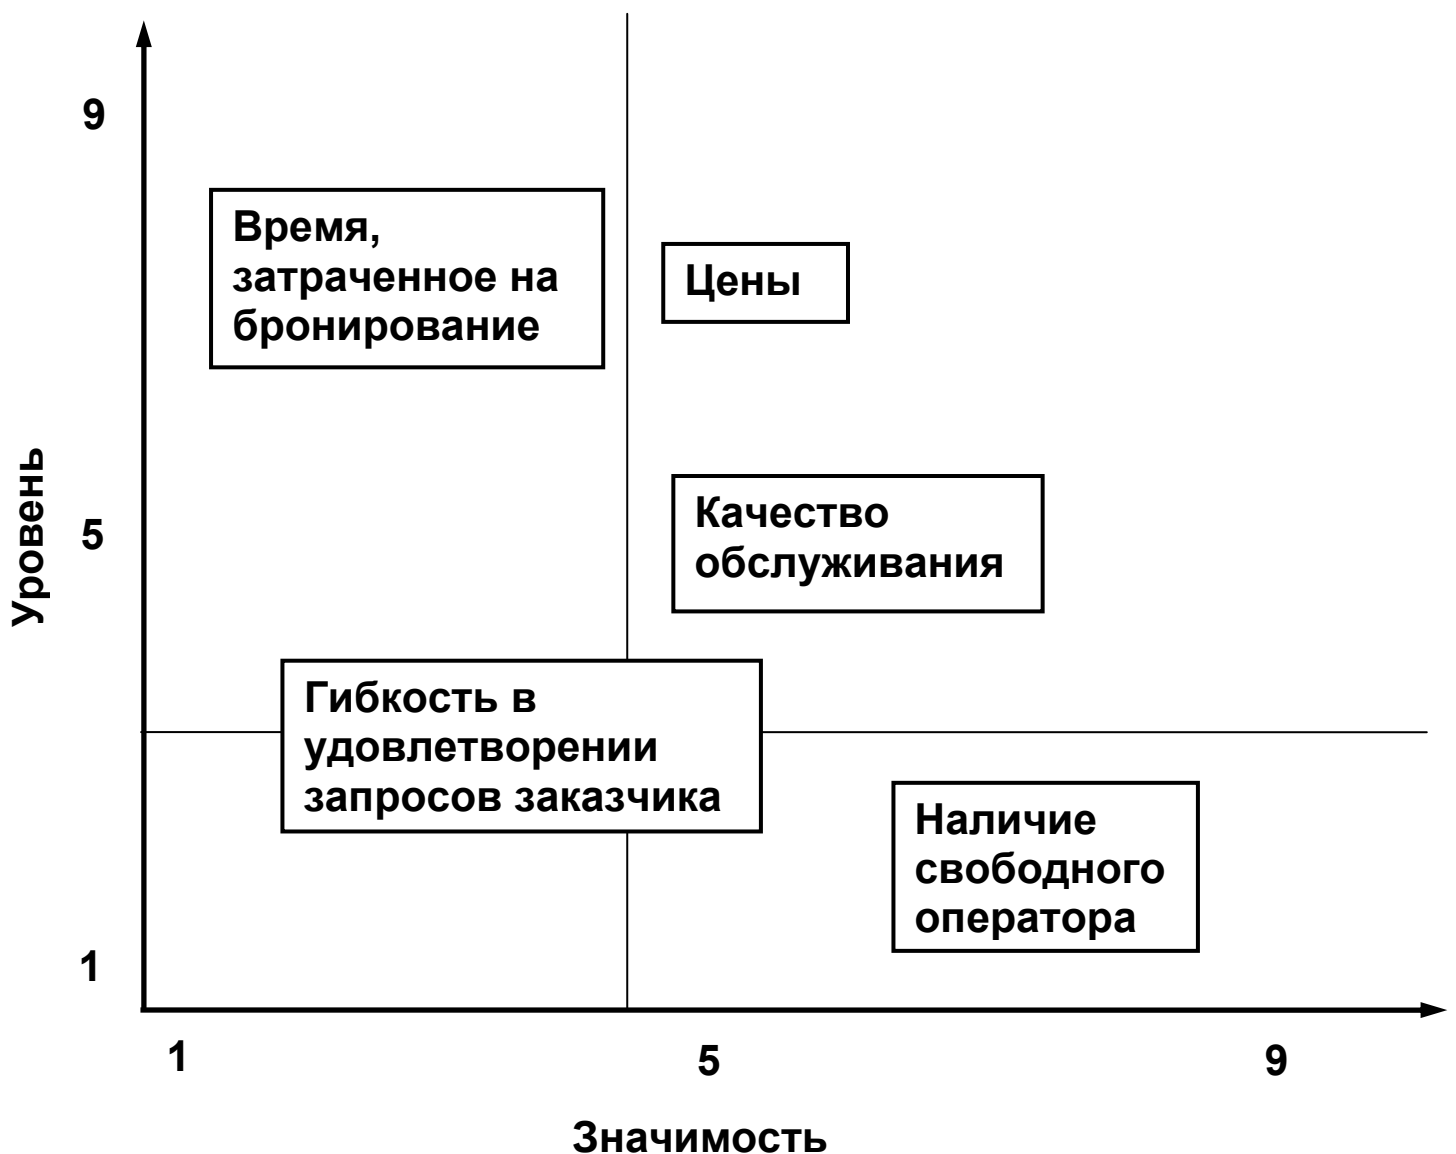 9
Время,
затраченное на
бронирование
Цены
Уровень
5
Качество
обслуживания
Гибкость в
удовлетворении
запросов заказчика
Наличие
свободного
оператора
1
1
5
9
Значимость